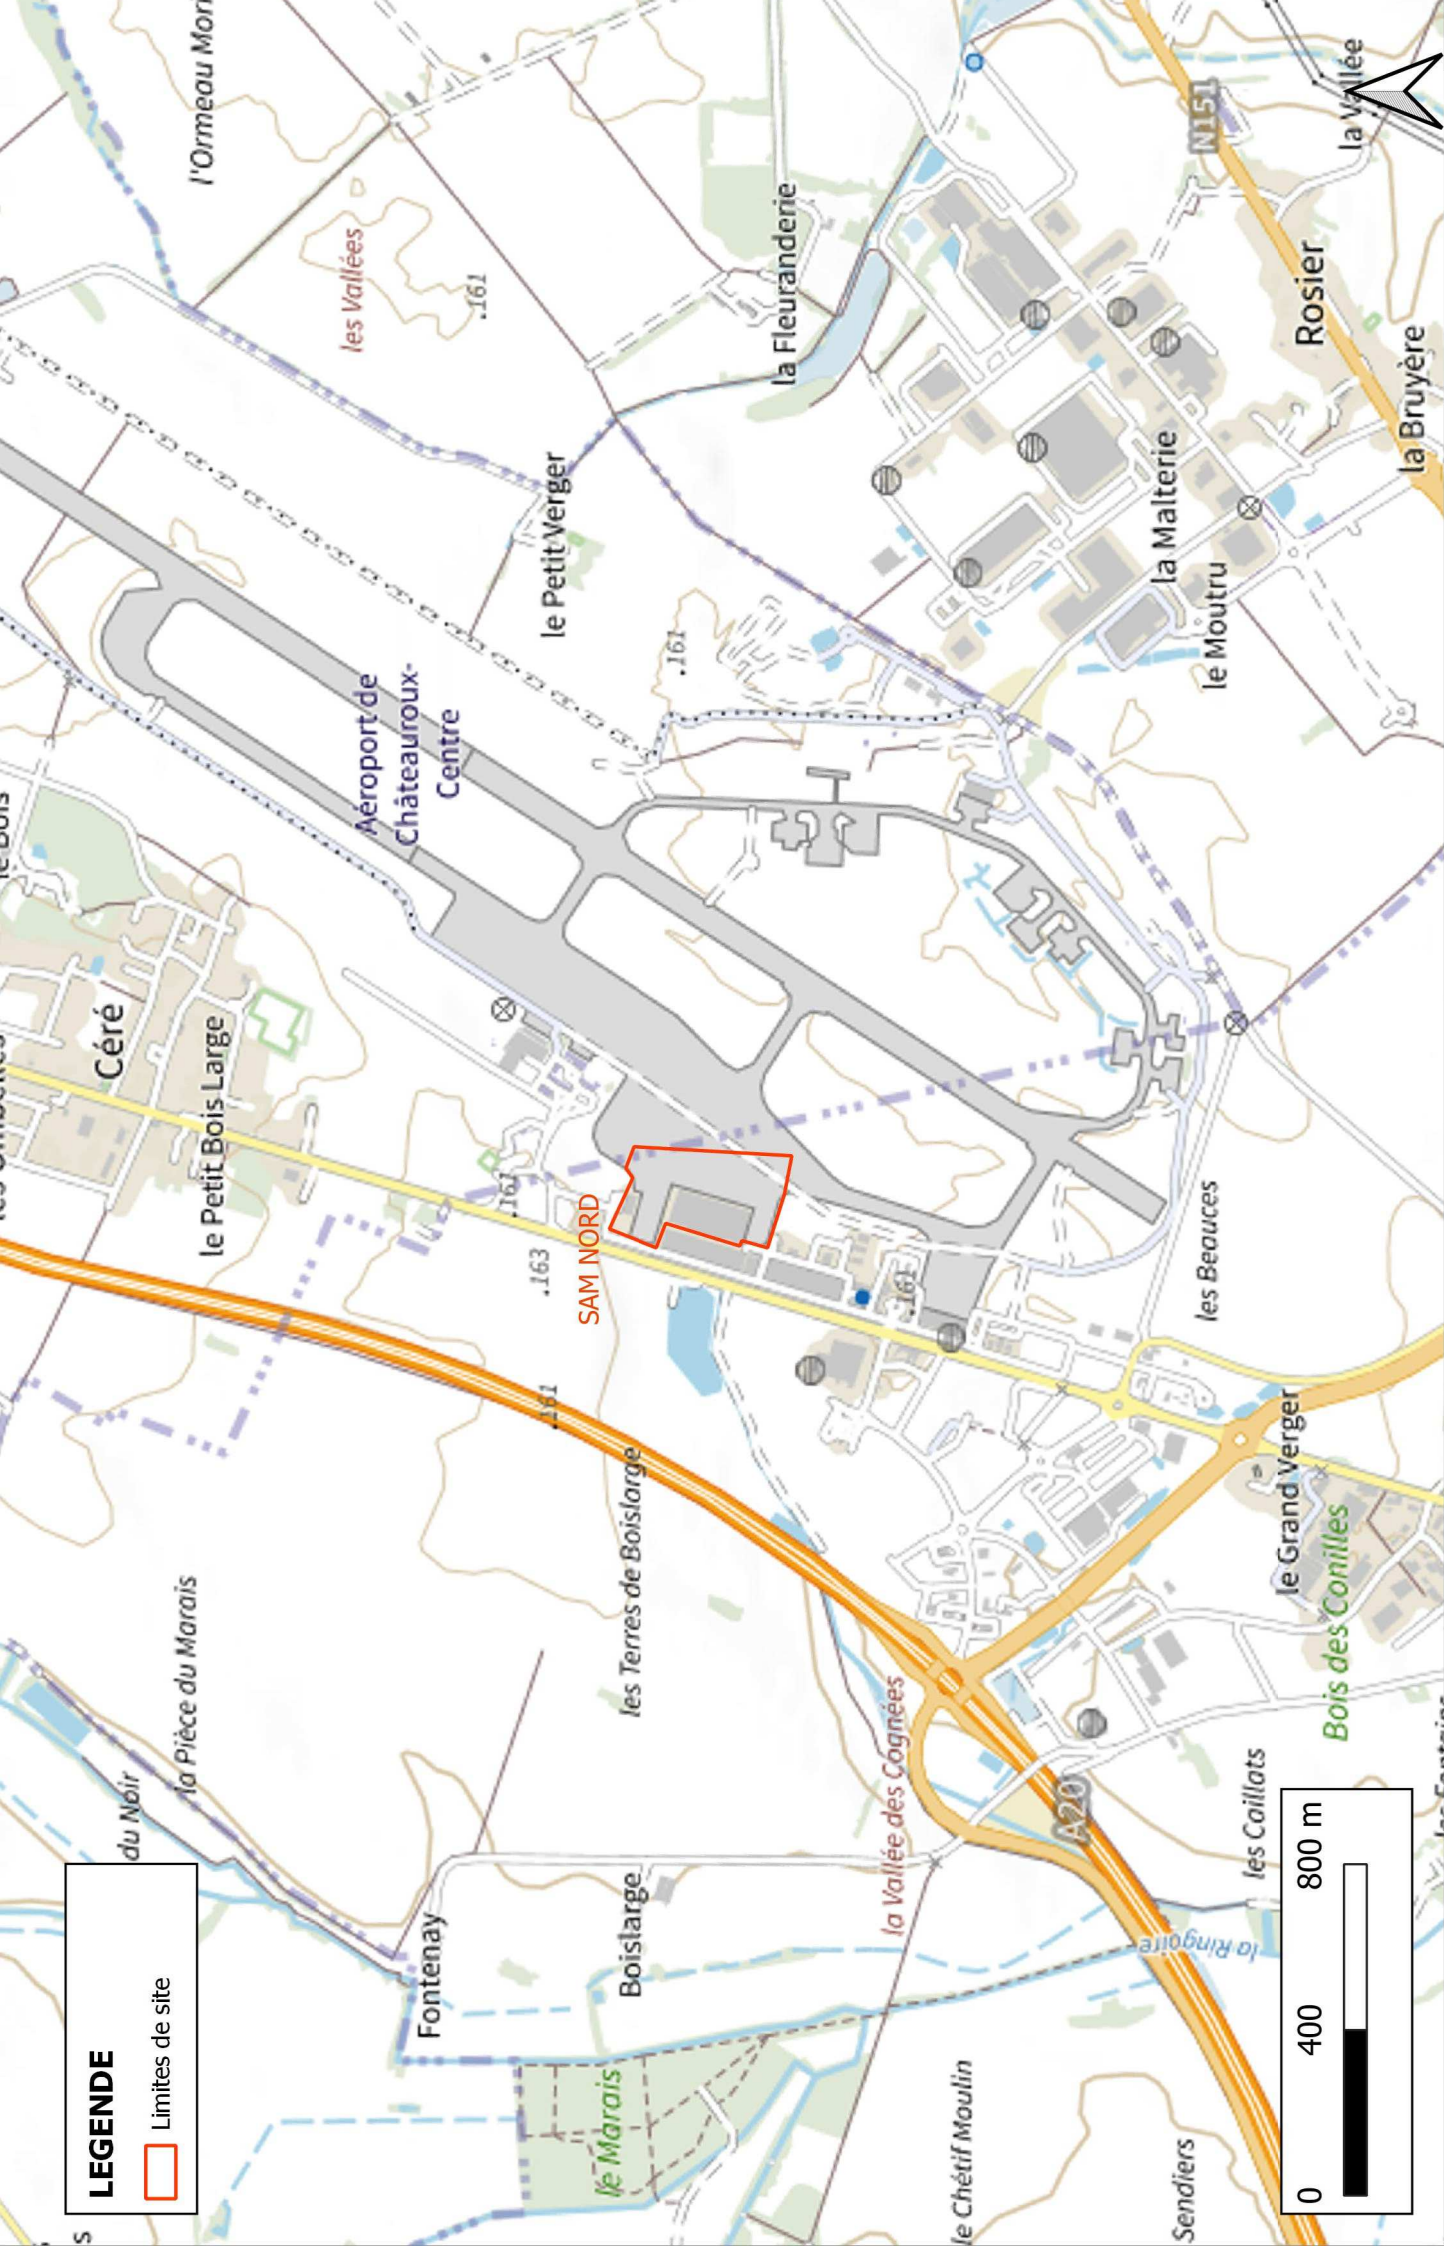 LEGENDE
Limites de site
l'Ormeau Mor
les Vallées
.161
la Fleuranderie
N151
la Vallée
Rosier
la Bruyère
le Petit Verger
la Malterie
le Moutru
.161
Aéroport de
Châteauroux-
Centre
le Bois
Céré
le Petit Bois Large
.161
.163
SAM NORD
.161
.161
les Beauces
le Grand Verger
Bois des Conilles
les Terres de Boislarge
la Pièce du Marais
du Noir
la Vallée des Cognées
A20
les Caillats
Fontenay
Boislarge
la Ringoire
le Marais
le Chétif Moulin
Sendiers
0 400 800 m